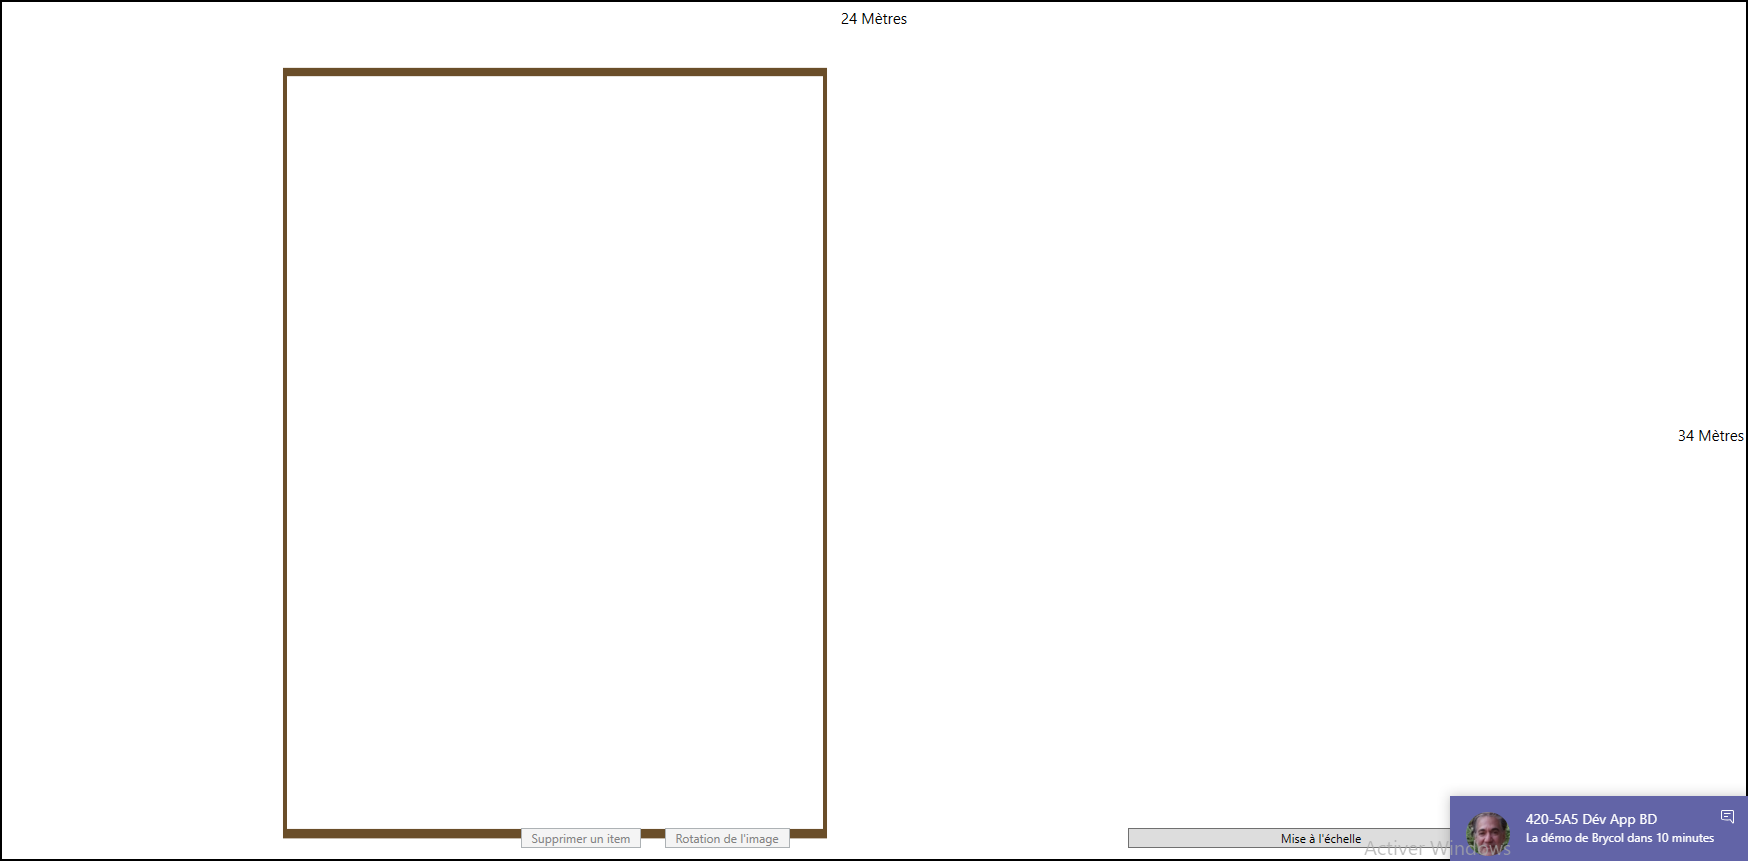 24 Mètres
34 Mètres
Supprimer un item
Rotation de l'image
Mise à l'échelle
Activer Windows
420-5A5 Dév App BD
La démo de Brycol dans 10 minutes